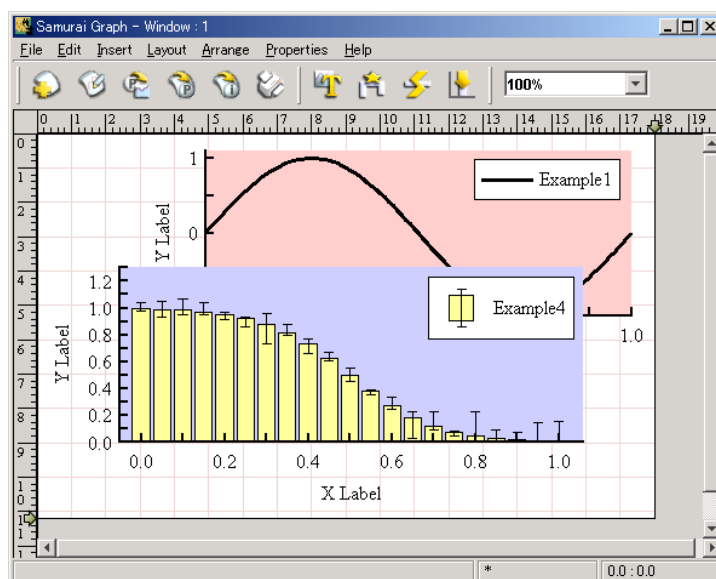 Samurai Graph - Window : 1
File Edit Insert Layout Arrange Properties Help
100%
0 1 2 3 4 5 6 7 8 9 10 11 12 13 14 15 16 17 18 19
0
1
2
3
4
5
6
7
8
9
10
11
1
1
0
Y Label
Example1
1.0
1.2
1.0
0.8
0.6
0.4
0.2
0.0
Y Label
Example4
0.0 0.2 0.4 0.6 0.8 1.0
X Label
* 0.0 : 0.0